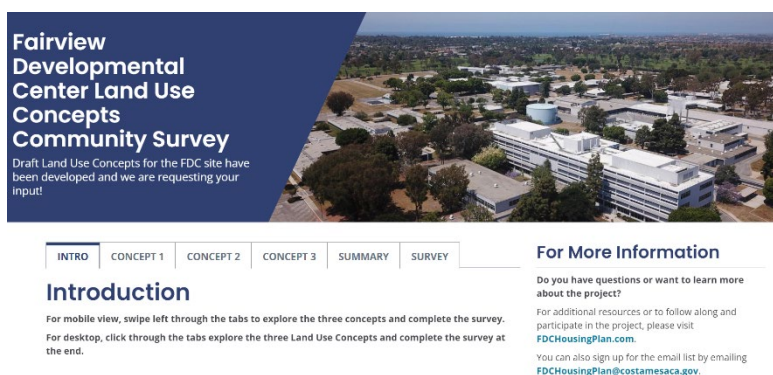 Fairview
Developmental
Center Land Use
Concepts
Community Survey
Draft Land Use Concepts for the FDC site have
been developed and we are requesting your
input!
INTRO
CONCEPT 1
CONCEPT 2
CONCEPT 3
SUMMARY
SURVEY
Introduction
For mobile view, swipe left through the tabs to explore the three concepts and complete the survey.
For desktop, click through the tabs explore the three Land Use Concepts and complete the survey at
the end.
For More Information
Do you have questions or want to learn more
about the project?
For additional resources or to follow along and
participate in the project, please visit
FDCHousingPlan.com.
You can also sign up for the email list by emailing
FDCHousingPlan@costamesaca.gov.